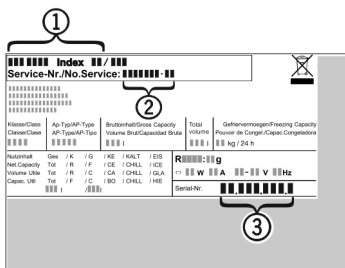 1
Index /
Service-Nr./No.Service: -
2
Klasse/Class Ap-Typ/AP-Type Bruttoinhalt/Gross Capacity Total Gefriervermoegen/Freezing Capacity
Classe/Clase AP-Type/AP-Tipo Volume Brut/Capacidad Bruta volume Pouvoir de Congel./Capac.Congeladora
l l kg / 24 h
Nutzinhalt Ges / K / G / KE / KALT / EIS
Net.Capacity Tot / R / F / CE / CHILL / ICE
Volume Utile Tot / R / C / CA / CHILL / GLA
Capac. Util Tot / F / C / BO / CHILL / HIE
l / l
R : g
W A - V Hz
Serial-Nr. . . .
3